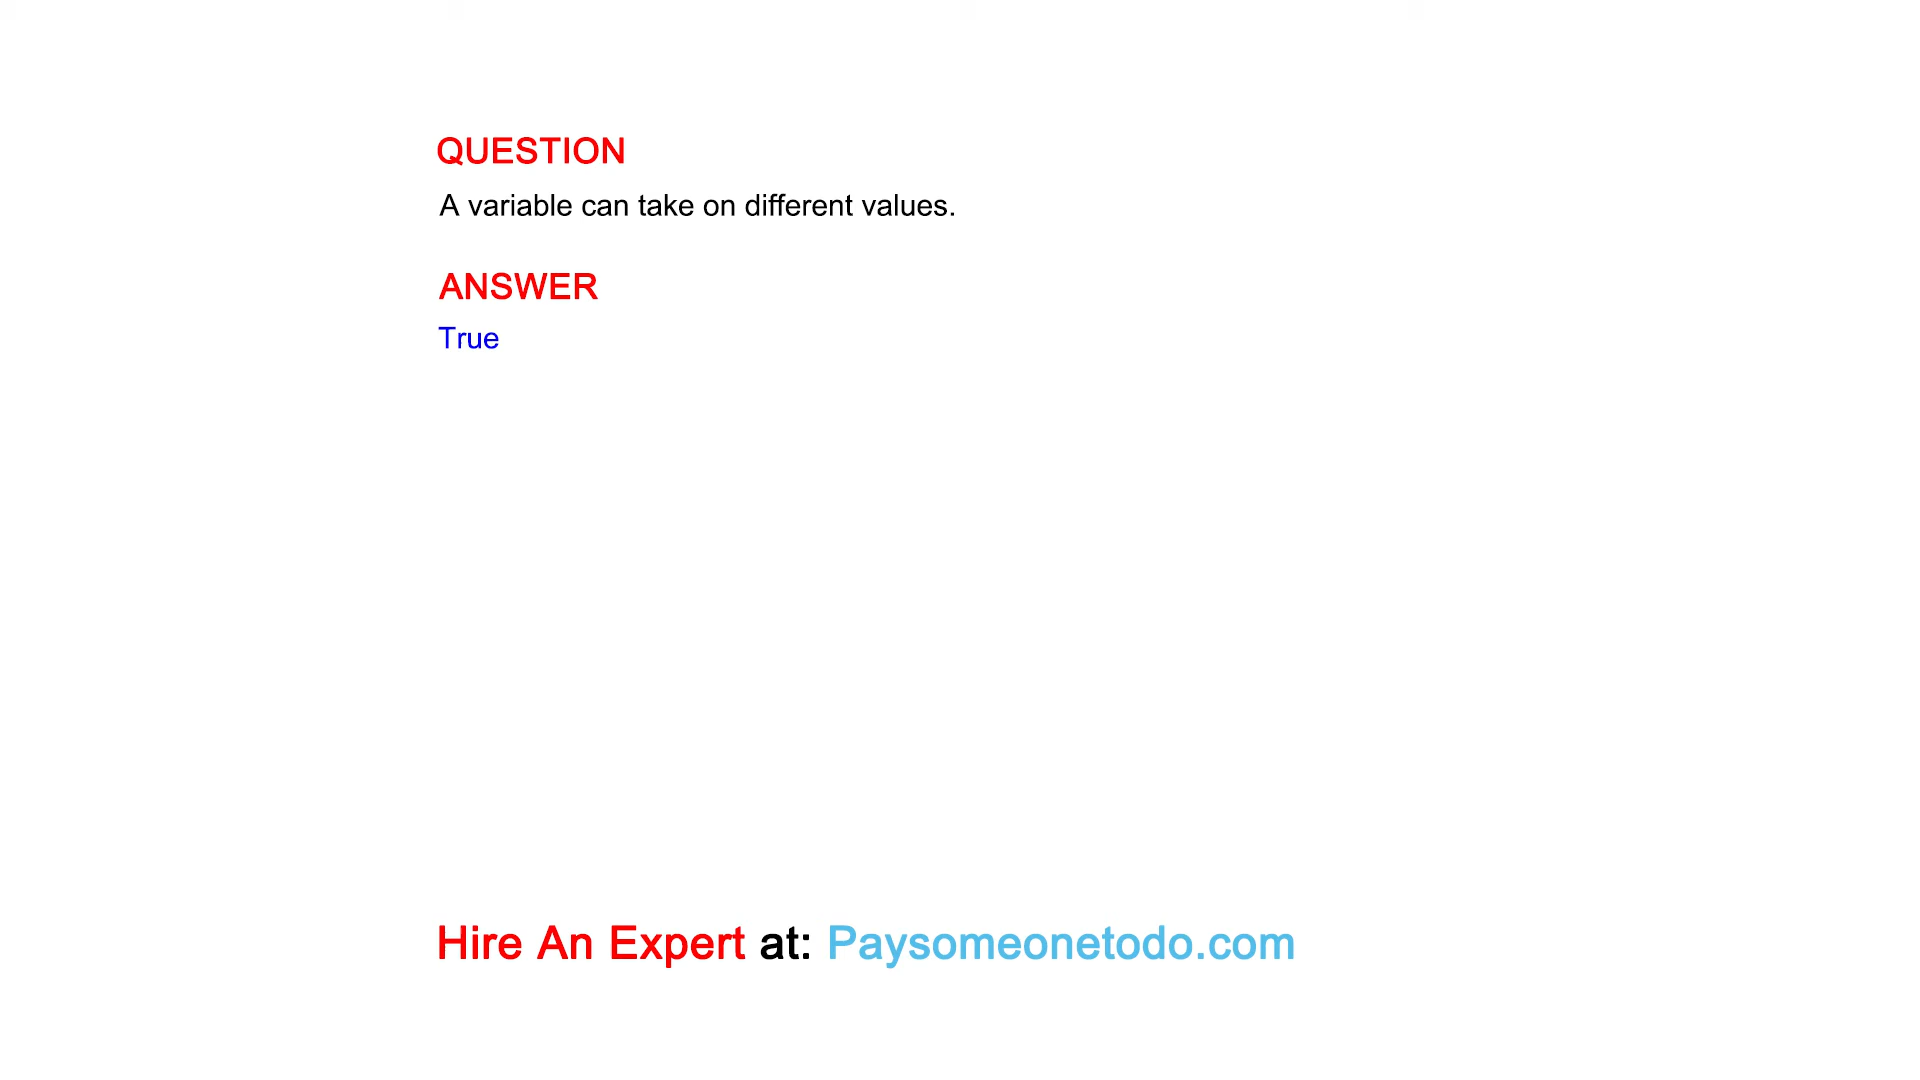 QUESTION
A variable can take on different values.
ANSWER
True
Hire An Expert at: Paysomeonetodo.com